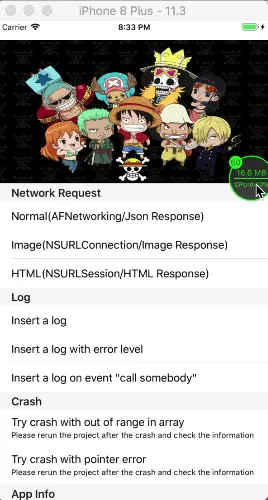 iPhone 8 Plus - 11.3
Carrier 8:33 PM
60
16.6 MB
CPU:0.
Network Request
Normal(AFNetworking/Json Response)
Image(NSURLConnection/Image Response)
HTML(NSURLSession/HTML Response)
Log
Insert a log
Insert a log with error level
Insert a log on event "call somebody"
Crash
Try crash with out of range in array
Please rerun the project after the crash and check the information
Try crash with pointer error
Please rerun the project after the crash and check the information
App Info